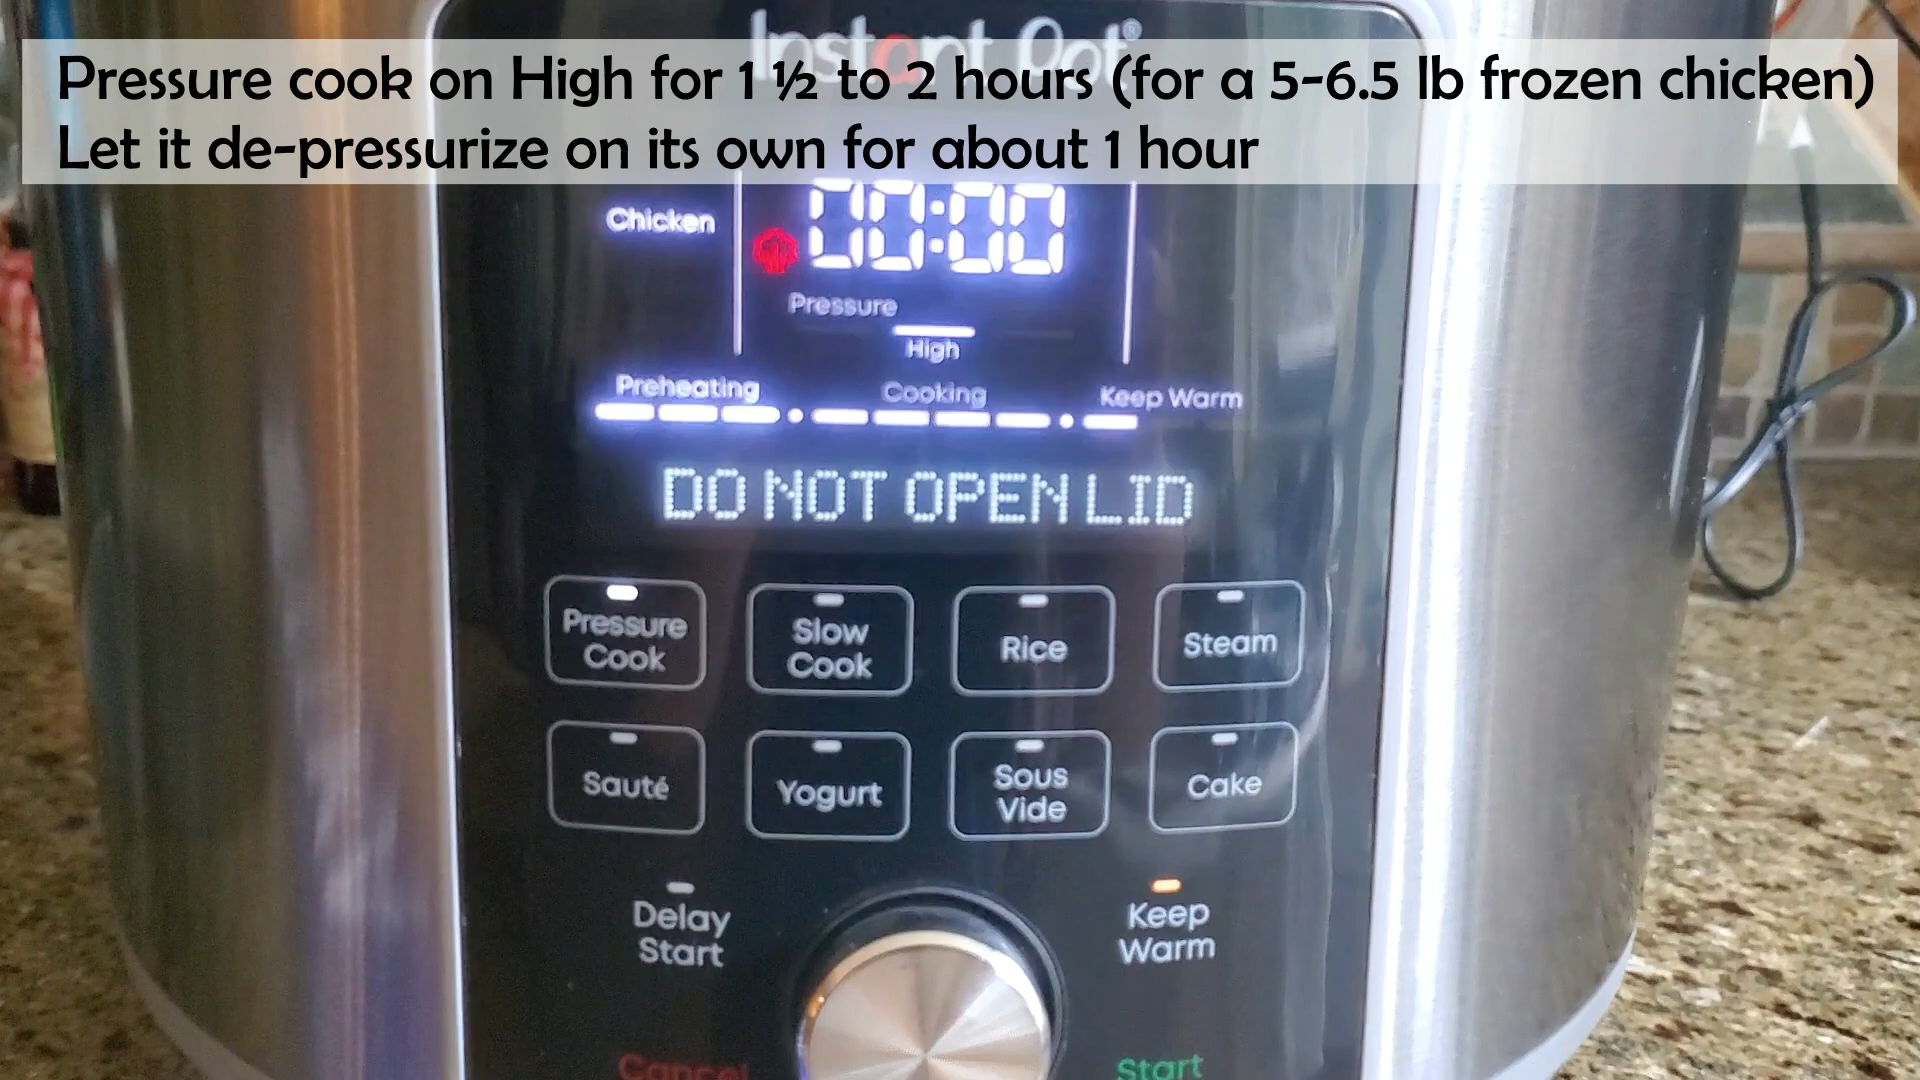 Instant Pot®
Pressure cook on High for 1 ½ to 2 hours (for a 5-6.5 lb frozen chicken)
Let it de-pressurize on its own for about 1 hour
Chicken
00:00
Pressure
High
Preheating Cooking Keep Warm
DO NOT OPEN LID
Pressure Cook
Slow Cook
Rice
Steam
Sauté
Yogurt
Sous Vide
Cake
Delay Start
Keep Warm
Cancel
Start